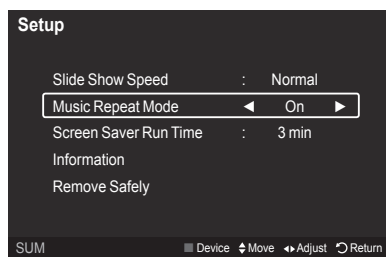 Setup
Slide Show Speed : Normal
Music Repeat Mode ◀ On ▶
Screen Saver Run Time : 3 min
Information
Remove Safely
SUM Device Move Adjust Return